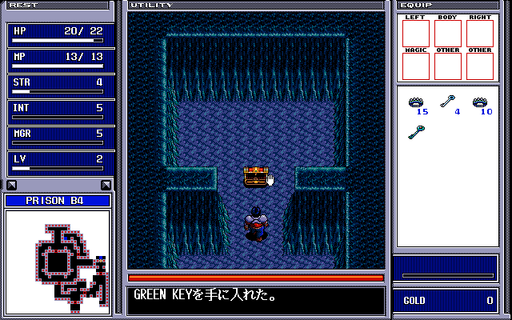 REST
UTILITY
EQUIP
HP 20/ 22
MP 13/ 13
STR 4
INT 5
MGR 5
LV 2
LEFT BODY RIGHT
MAGIC OTHER OTHER
15 4 10
PRISON B4
GREEN KEYを手に入れた。
GOLD 0